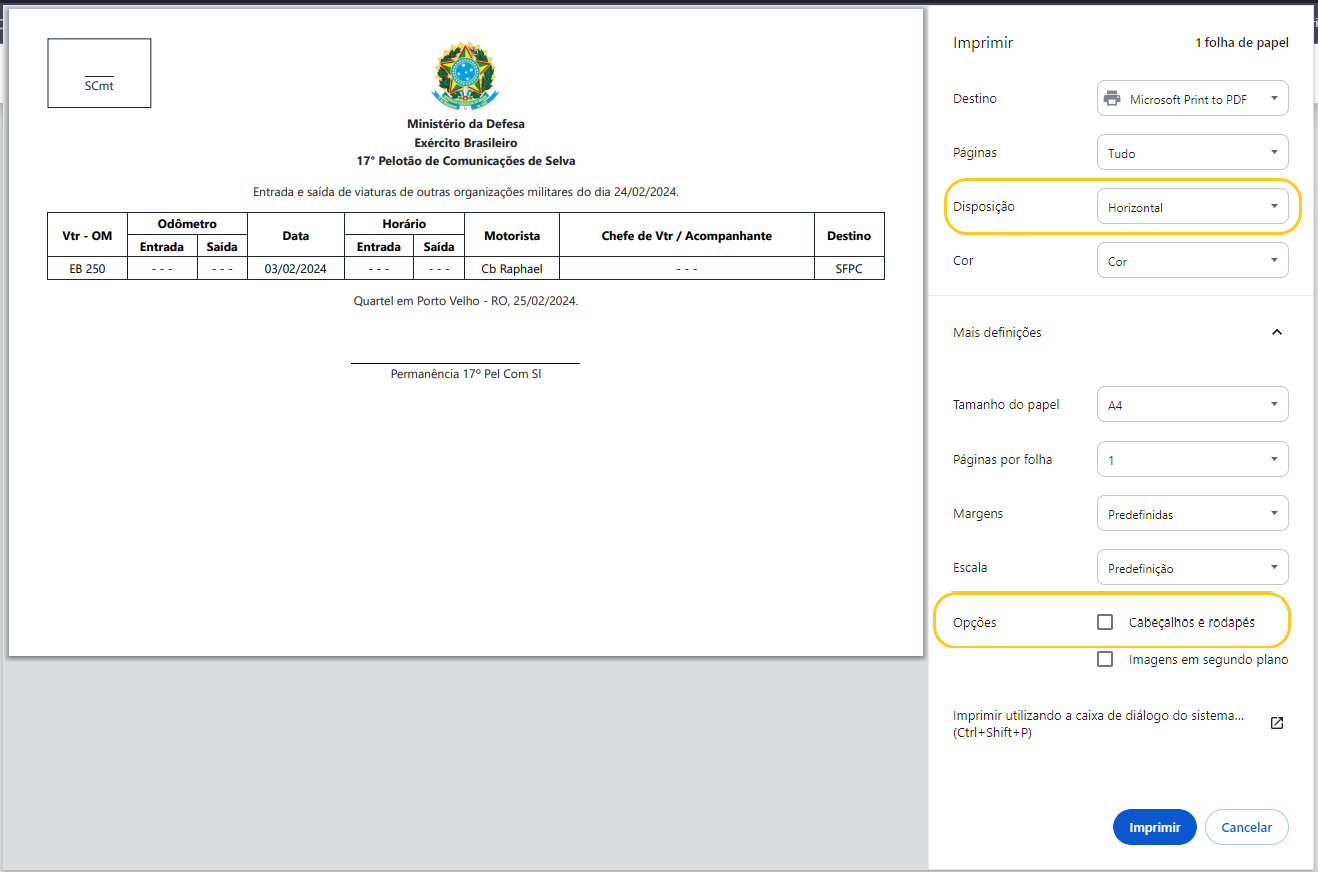 SCmt
Ministério da Defesa
Exército Brasileiro
17° Pelotão de Comunicações de Selva
Entrada e saída de viaturas de outras organizações militares do dia 24/02/2024.
Vtr - OM Odômetro Data Horário Motorista Chefe de Vtr / Acompanhante Destino
Entrada Saída Entrada Saída
EB 250 - - - - - - 03/02/2024 - - - - - - Cb Raphael - - - SFPC
Quartel em Porto Velho - RO, 25/02/2024.
Permanência 17º Pel Com Sl
Imprimir 1 folha de papel
Destino Microsoft Print to PDF
Páginas Tudo
Disposição Horizontal
Cor Cor
Mais definições
Tamanho do papel A4
Páginas por folha 1
Margens Predefinidas
Escala Predefinição
Opções Cabeçalhos e rodapés
Imagens em segundo plano
Imprimir utilizando a caixa de diálogo do sistema...
(Ctrl+Shift+P)
Imprimir Cancelar